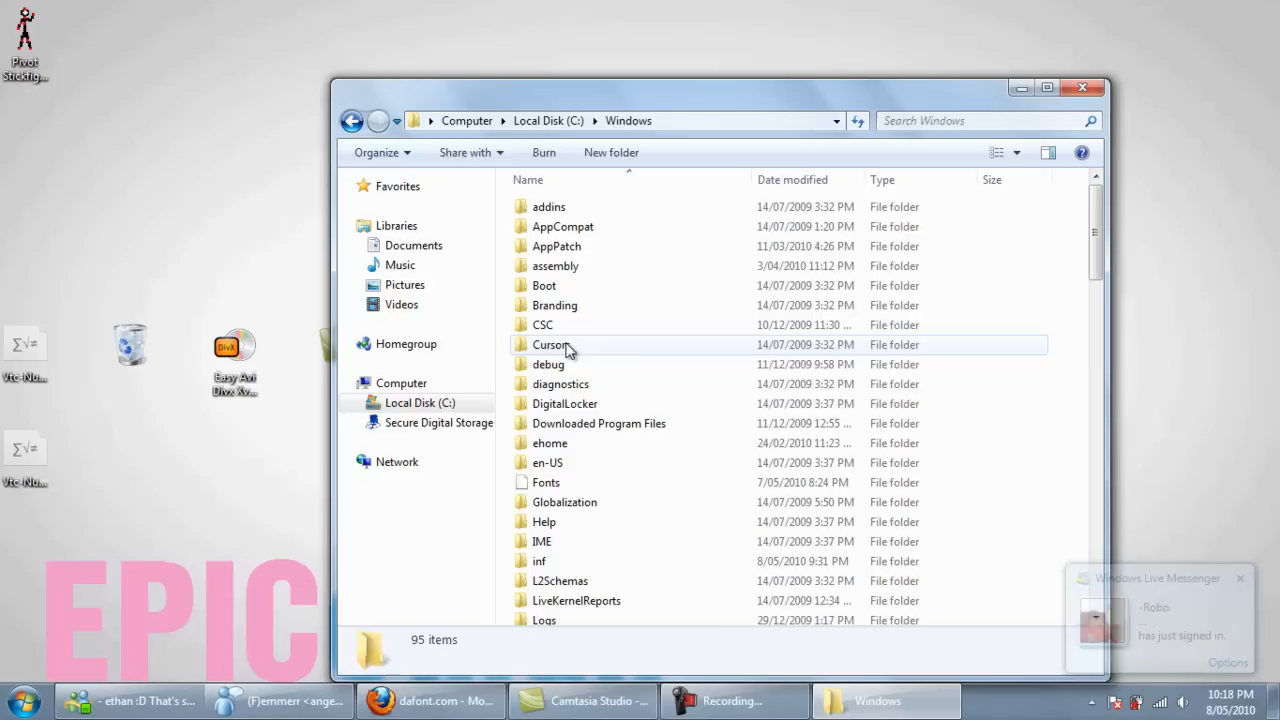 Pivot
Stickfig...
Computer
Local Disk (C:)
Windows
Search Windows
Organize
Share with
Burn
New folder
Name
Date modified
Type
Size
Favorites
Libraries
Documents
Music
Pictures
Videos
Homegroup
Computer
Local Disk (C:)
Secure Digital Storage
Network
addins 14/07/2009 3:32 PM File folder
AppCompat 14/07/2009 1:20 PM File folder
AppPatch 11/03/2010 4:26 PM File folder
assembly 3/04/2010 11:12 PM File folder
Boot 14/07/2009 3:32 PM File folder
Branding 14/07/2009 3:32 PM File folder
CSC 10/12/2009 11:30 ... File folder
Cursors 14/07/2009 3:32 PM File folder
debug 11/12/2009 9:58 PM File folder
diagnostics 14/07/2009 3:32 PM File folder
DigitalLocker 14/07/2009 3:37 PM File folder
Downloaded Program Files 11/12/2009 12:55 ... File folder
ehome 24/02/2010 11:23 ... File folder
en-US 14/07/2009 3:37 PM File folder
Fonts 7/05/2010 8:24 PM File folder
Globalization 14/07/2009 5:50 PM File folder
Help 14/07/2009 3:37 PM File folder
IME 14/07/2009 3:37 PM File folder
inf 8/05/2010 9:31 PM File folder
L2Schemas 14/07/2009 3:32 PM File folder
LiveKernelReports 14/07/2009 12:34 ... File folder
Logs 29/12/2009 1:17 PM File folder
95 items
Σ√≠
Vtc-Nu...
Easy Avi
Divx Xv...
Σ√≠
Vtc-Nu...
EPIC
Windows Live Messenger
-Robo.
...
has just signed in.
Options
- ethan :D That's s...
(F)emmerr <ange...
dafont.com - Mo...
Camtasia Studio -...
Recording...
Windows
10:18 PM
8/05/2010